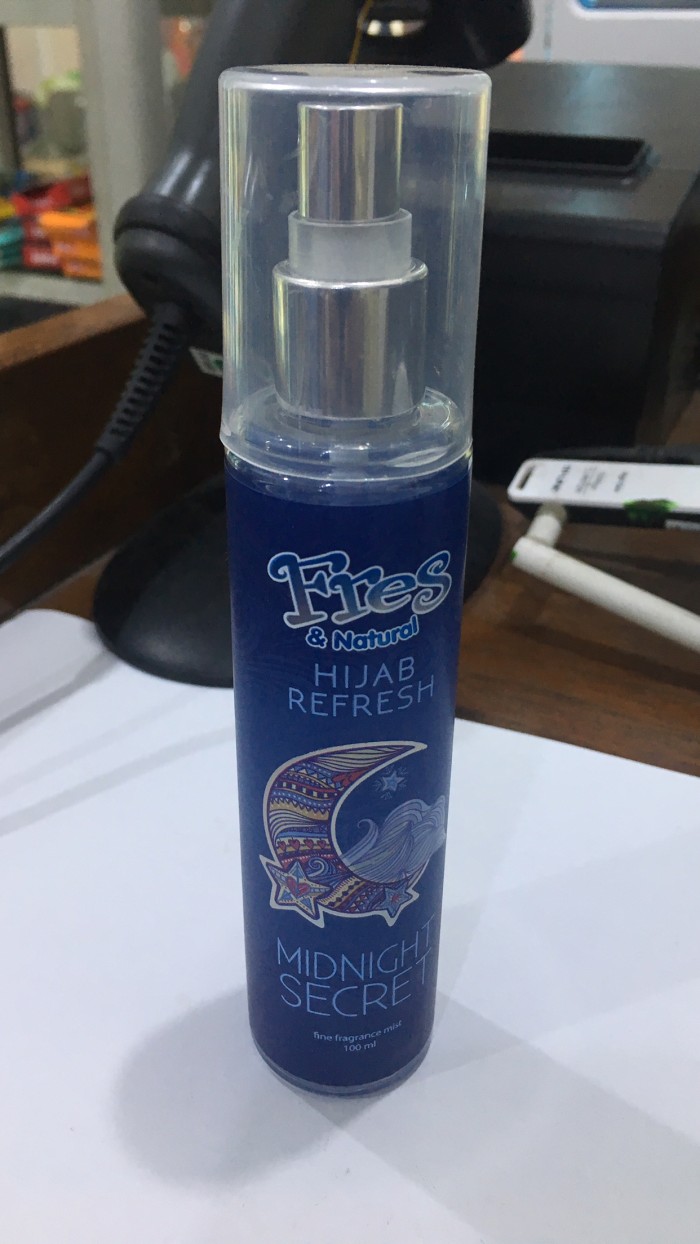 Fres
& Natural
HIJAB
REFRESH
MIDNIGHT
SECRET
fine fragrance mist
100 ml